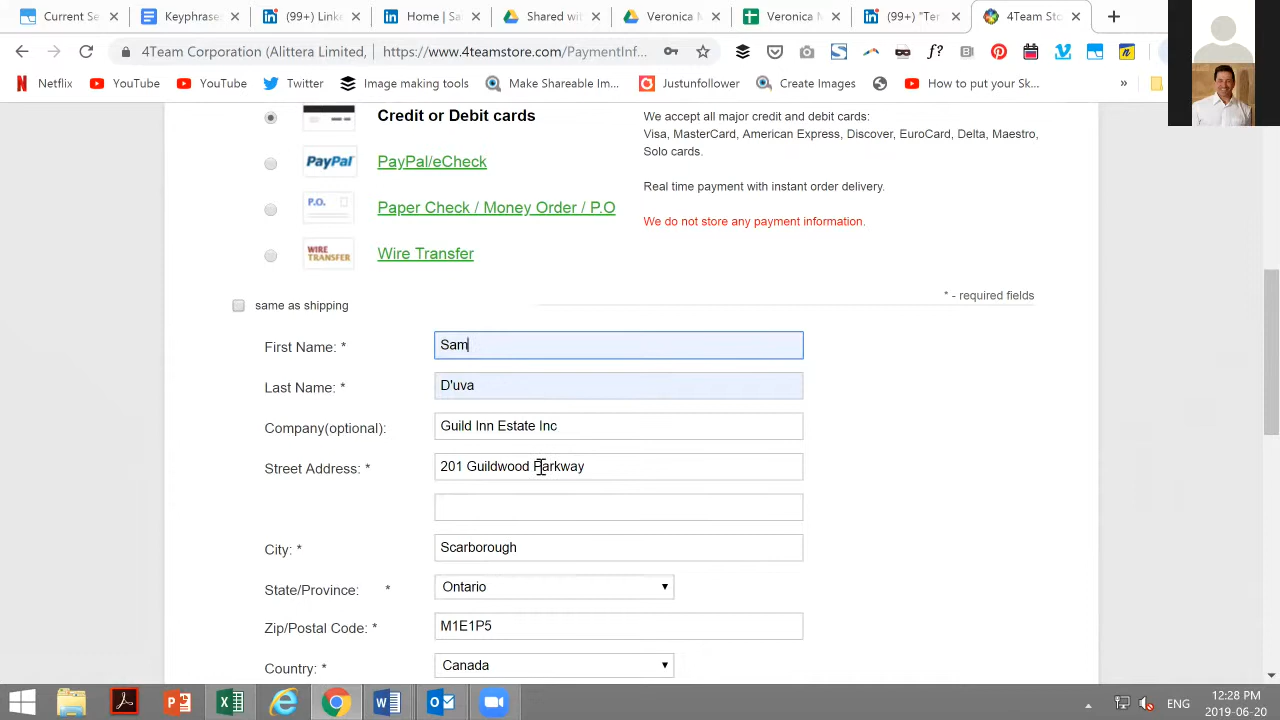 Current Se
Keyphrase
(99+) Linke
Home | Sa
Shared wi
Veronica M
Veronica M
(99+) "Ter
4Team Sto
4Team Corporation (Alittera Limited, https://www.4teamstore.com/PaymentInf...
f?
Netflix YouTube YouTube Twitter Image making tool Make Shareable Ima Justunfollower Create Images How to put your Sk... »
Credit or Debit cards
We accept all major credit and debit cards:
Visa, MasterCard, American Express, Discover, EuroCard, Delta, Maestro,
Solo cards.
PayPal
PayPal/eCheck
Real time payment with instant order delivery.
P.O.
Paper Check / Money Order / P.O
We do not store any payment information.
WIRE
TRANSFER
Wire Transfer
* - required fields
same as shipping
First Name: * Sam
Last Name: * D'uva
Company(optional): Guild Inn Estate Inc
Street Address: * 201 Guildwood Parkway
City: * Scarborough
State/Province: * Ontario
Zip/Postal Code: * M1E1P5
Country: * Canada
ENG
12:28 PM
2019-06-20